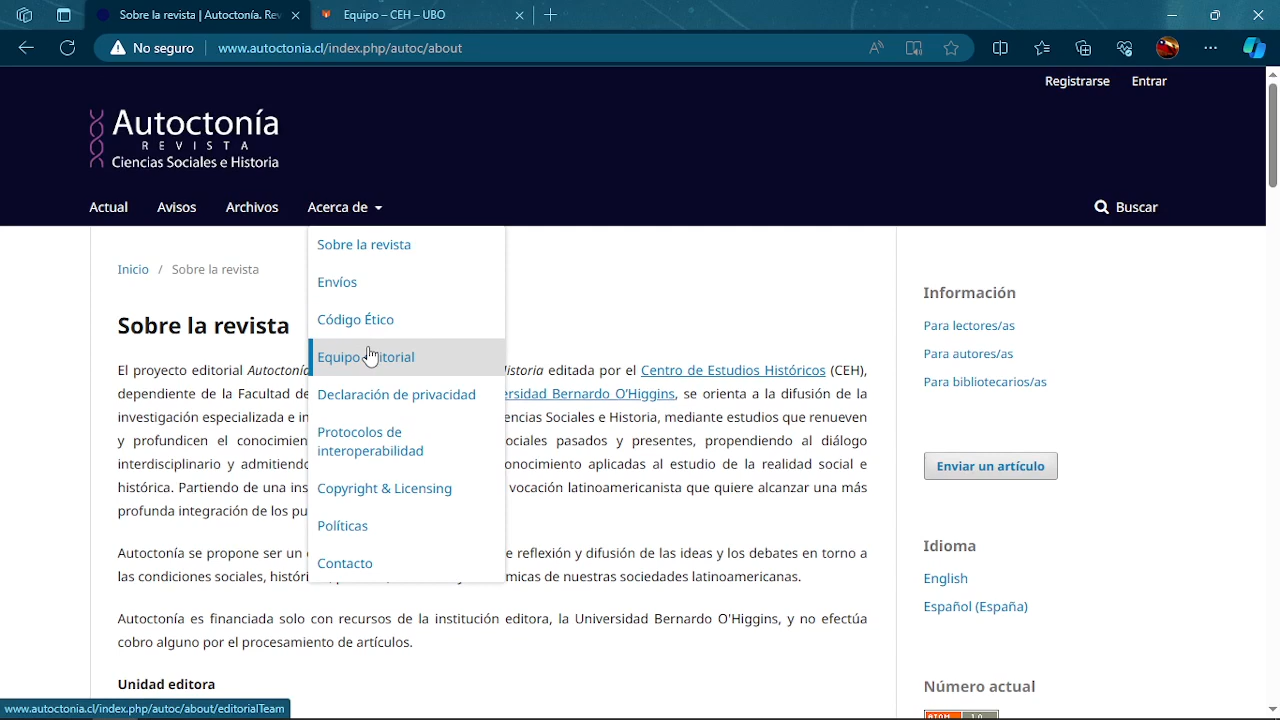 Sobre la revista | Autoctonía. Rev
Equipo – CEH – UBO
No seguro
www.autoctonia.cl/index.php/autoc/about
Registrarse
Entrar
Autoctonía
REVISTA
Ciencias Sociales e Historia
Actual
Avisos
Archivos
Acerca de
Buscar
Sobre la revista
Envíos
Código Ético
Equipo itorial
Declaración de privacidad
Protocolos de
interoperabilidad
Copyright & Licensing
Políticas
Contacto
Inicio / Sobre la revista
Sobre la revista
El proyecto editorial Autoctonía istoria editada por el Centro de Estudios Históricos (CEH),
dependiente de la Facultad de ersidad Bernardo O'Higgins, se orienta a la difusión de la
investigación especializada e in encias Sociales e Historia, mediante estudios que renueven
y profundicen el conocimien ociales pasados y presentes, propendiendo al diálogo
interdisciplinario y admitiendo onocimiento aplicadas al estudio de la realidad social e
histórica. Partiendo de una ins vocación latinoamericanista que quiere alcanzar una más
profunda integración de los pu
Autoctonía se propone ser un e reflexión y difusión de las ideas y los debates en torno a
las condiciones sociales, históri micas de nuestras sociedades latinoamericanas.
Autoctonía es financiada solo con recursos de la institución editora, la Universidad Bernardo O'Higgins, y no efectúa
cobro alguno por el procesamiento de artículos.
Unidad editora
Información
Para lectores/as
Para autores/as
Para bibliotecarios/as
Enviar un artículo
Idioma
English
Español (España)
Número actual
ATOM 1.0
www.autoctonia.cl/index.php/autoc/about/editorialTeam